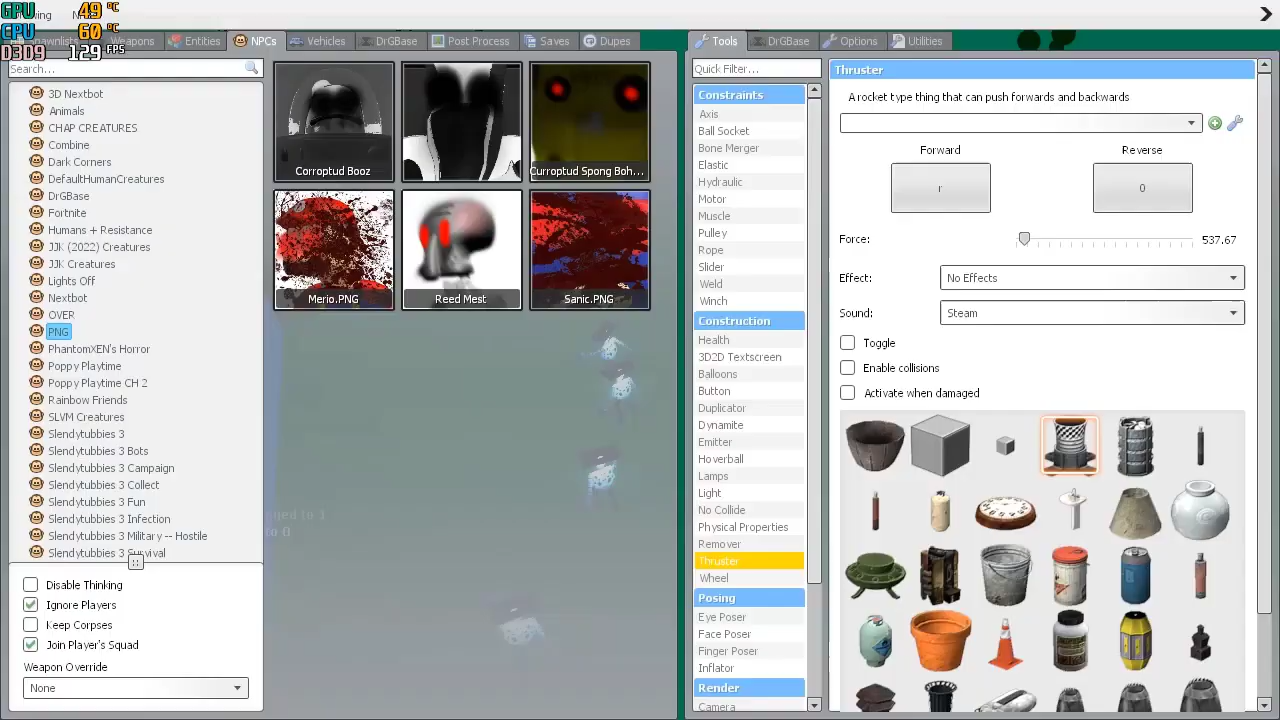 GPU 49 °C
CPU 60 °C
D3D9 129 FPS
Weapons
Entities
NPCs
Vehicles
DrGBase
Post Process
Saves
Dupes
Search...
3D Nextbot
Animals
CHAP CREATURES
Combine
Dark Corners
DefaultHumanCreatures
DrGBase
Fortnite
Humans + Resistance
JJK (2022) Creatures
JJK Creatures
Lights Off
Nextbot
OVER
PNG
PhantomXEN's Horror
Poppy Playtime
Poppy Playtime CH 2
Rainbow Friends
SLVM Creatures
Slendytubbies 3
Slendytubbies 3 Bots
Slendytubbies 3 Campaign
Slendytubbies 3 Collect
Slendytubbies 3 Fun
Slendytubbies 3 Infection
Slendytubbies 3 Military -- Hostile
Slendytubbies 3 Survival
Disable Thinking
Ignore Players
Keep Corpses
Join Player's Squad
Weapon Override
None
Corroptud Booz
Curroptud Spong Boh...
Merio.PNG
Reed Mest
Sanic.PNG
Tools
DrGBase
Options
Utilities
Quick Filter...
Constraints
Axis
Ball Socket
Bone Merger
Elastic
Hydraulic
Motor
Muscle
Pulley
Rope
Slider
Weld
Winch
Construction
Health
3D2D Textscreen
Balloons
Button
Duplicator
Dynamite
Emitter
Hoverball
Lamps
Light
No Collide
Physical Properties
Remover
Thruster
Wheel
Posing
Eye Poser
Face Poser
Finger Poser
Inflator
Render
Camera
Thruster
A rocket type thing that can push forwards and backwards
Forward Reverse
r 0
Force: 537.67
Effect: No Effects
Sound: Steam
Toggle
Enable collisions
Activate when damaged